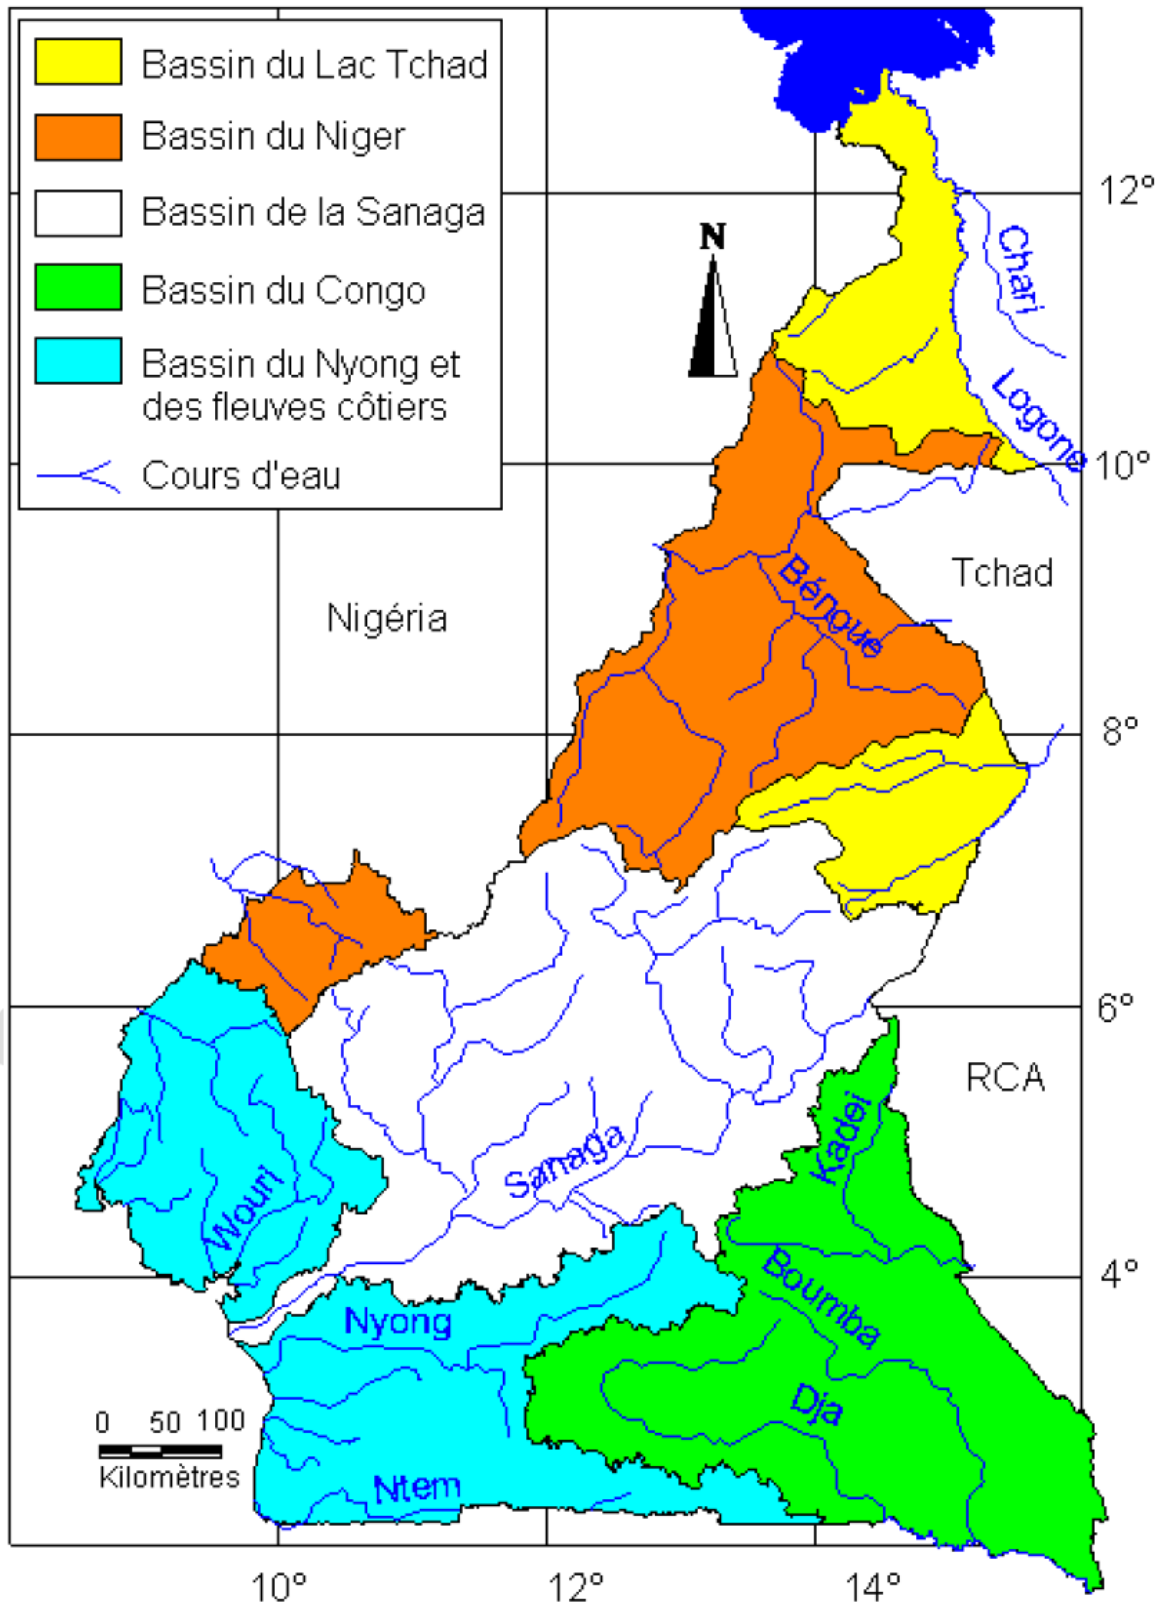 Bassin du Lac Tchad
Bassin du Niger
Bassin de la Sanaga
Bassin du Congo
Bassin du Nyong et
des fleuves côtiers
Cours d'eau
N
12°
Chari
Logone
10°
Tchad
Bénoue
Nigéria
8°
6°
RCA
Kadei
Sanaga
Wouri
4°
Boumba
Nyong
Dja
0 50 100
Kilomètres
Ntem
10° 12° 14°